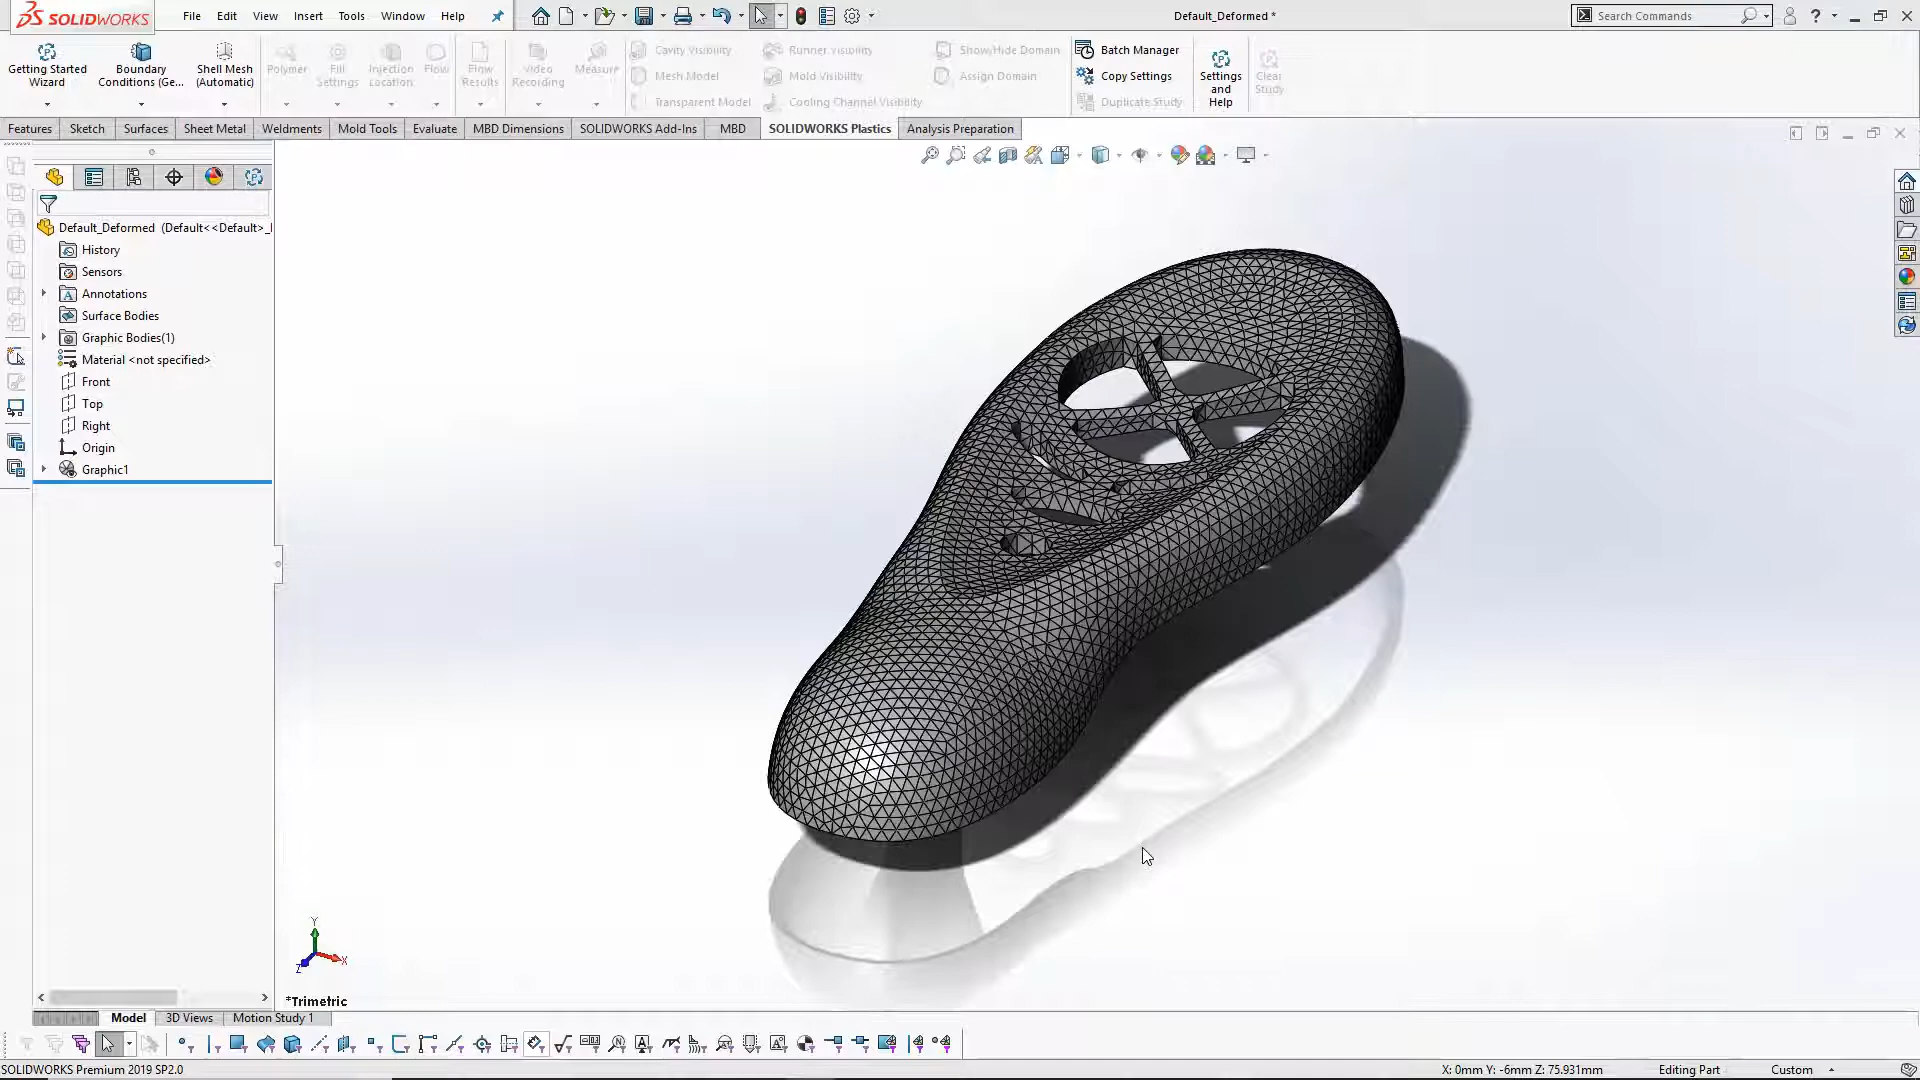 SOLIDWORKS File Edit View Insert Tools Window Help Default_Deformed * Search Commands
Getting Started Wizard
Boundary Conditions (Ge...
Shell Mesh (Automatic)
Polymer
Fill Settings
Injection Location
Flow
Flow Results
Video Recording
Measure
Cavity Visibility
Mesh Model
Transparent Model
Runner Visibility
Mold Visibility
Cooling Channel Visibility
Show/Hide Domain
Assign Domain
Batch Manager
Copy Settings
Duplicate Study
Settings and Help
Clear Study
Features Sketch Surfaces Sheet Metal Weldments Mold Tools Evaluate MBD Dimensions SOLIDWORKS Add-Ins MBD SOLIDWORKS Plastics Analysis Preparation
Default_Deformed (Default<<Default>_
History
Sensors
Annotations
Surface Bodies
Graphic Bodies(1)
Material <not specified>
Front
Top
Right
Origin
Graphic1
Y
X
Z
*Trimetric
Model 3D Views Motion Study 1
SOLIDWORKS Premium 2019 SP2.0 X: 0mm Y: -6mm Z: 75.931mm Editing Part Custom